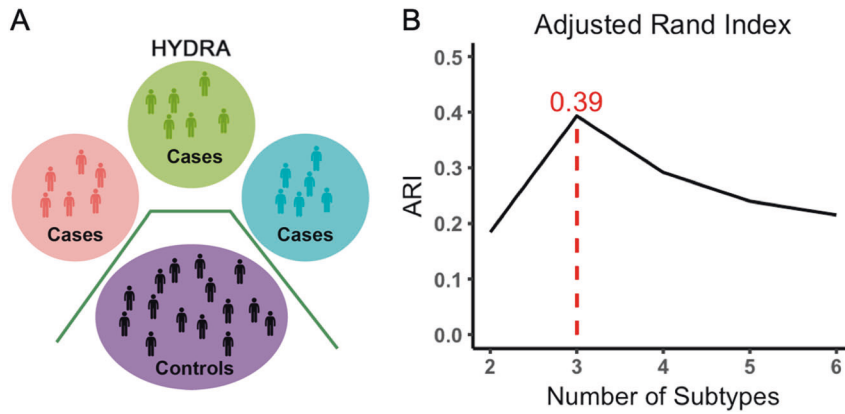 A
HYDRA
Cases
Cases
Cases
Controls
B
Adjusted Rand Index
0.39
ARI
0.5
0.4
0.3
0.2
0.1
0.0
2 3 4 5 6
Number of Subtypes